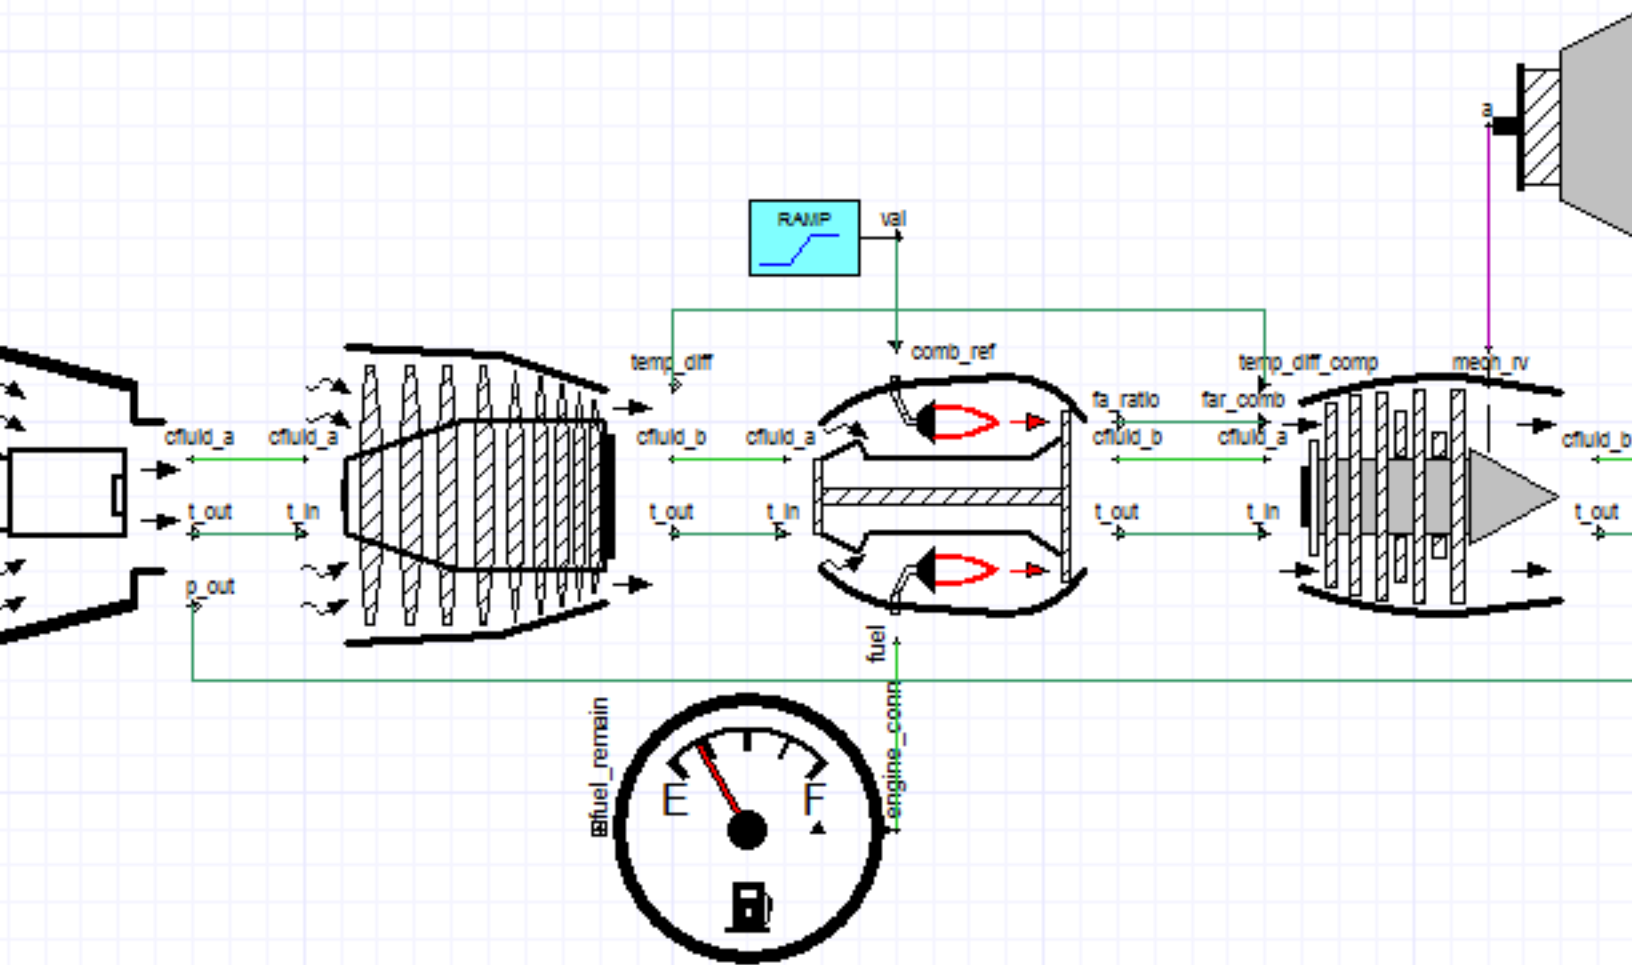 a
RAMP
val
comb_ref
temp_diff
temp_diff_comp
mech_rv
fa_ratio
far_comb
cfluid_a
cfluid_a
cfluid_b
cfluid_a
cfluid_b
cfluid_a
cfluid_b
t_out
t_in
t_out
t_in
t_out
t_in
t_out
p_out
fuel
fuel_remain
engine_conn
E
F